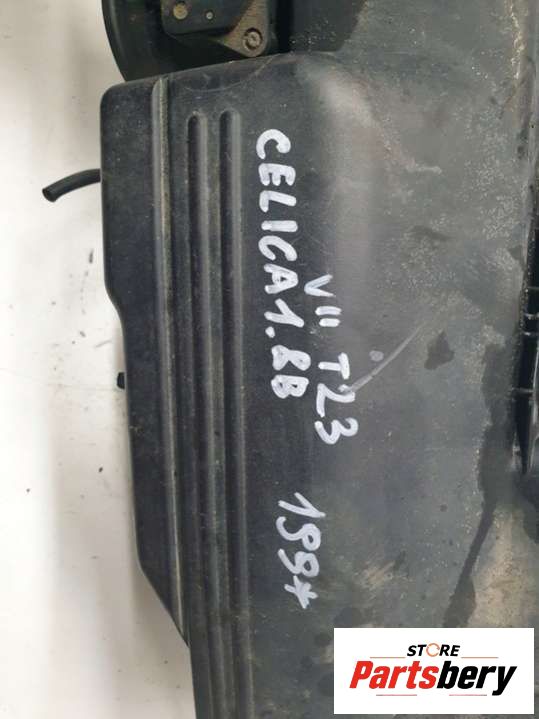 CELICA 1.8B
VII T23
199*
STORE
Partsbery